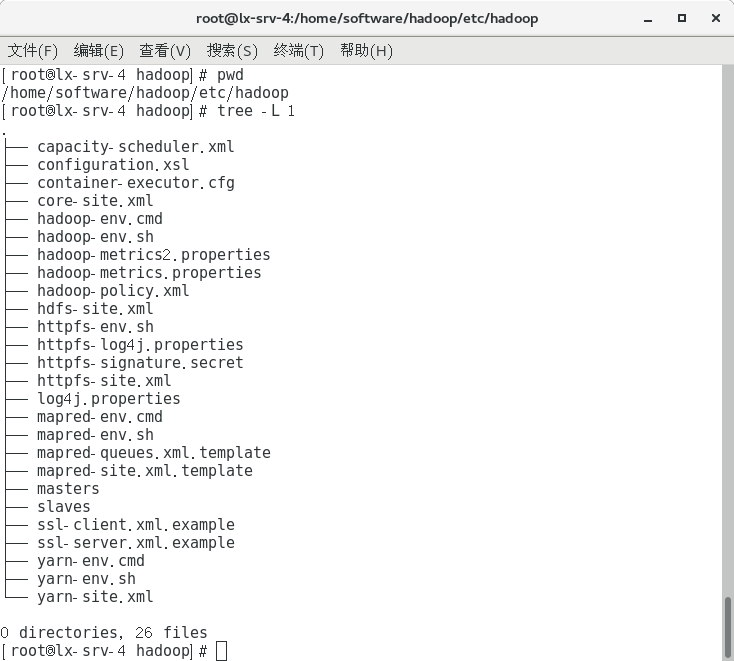 root@lx-srv-4:/home/software/hadoop/etc/hadoop
文件(F) 编辑(E) 查看(V) 搜索(S) 终端(T) 帮助(H)
[root@lx-srv-4 hadoop]# pwd
/home/software/hadoop/etc/hadoop
[root@lx-srv-4 hadoop]# tree -L 1
.
├── capacity-scheduler.xml
├── configuration.xsl
├── container-executor.cfg
├── core-site.xml
├── hadoop-env.cmd
├── hadoop-env.sh
├── hadoop-metrics2.properties
├── hadoop-metrics.properties
├── hadoop-policy.xml
├── hdfs-site.xml
├── httpfs-env.sh
├── httpfs-log4j.properties
├── httpfs-signature.secret
├── httpfs-site.xml
├── log4j.properties
├── mapred-env.cmd
├── mapred-env.sh
├── mapred-queues.xml.template
├── mapred-site.xml.template
├── masters
├── slaves
├── ssl-client.xml.example
├── ssl-server.xml.example
├── yarn-env.cmd
├── yarn-env.sh
└── yarn-site.xml
0 directories, 26 files
[root@lx-srv-4 hadoop]#